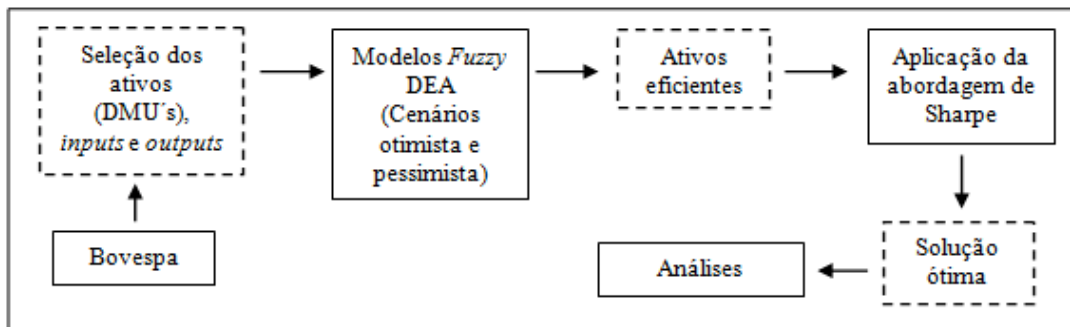 Seleção dos
ativos
(DMU´s),
inputs e outputs
Modelos Fuzzy
DEA
(Cenários
otimista e
pessimista)
Ativos
eficientes
Aplicação da
abordagem de
Sharpe
Bovespa
Análises
Solução
ótima